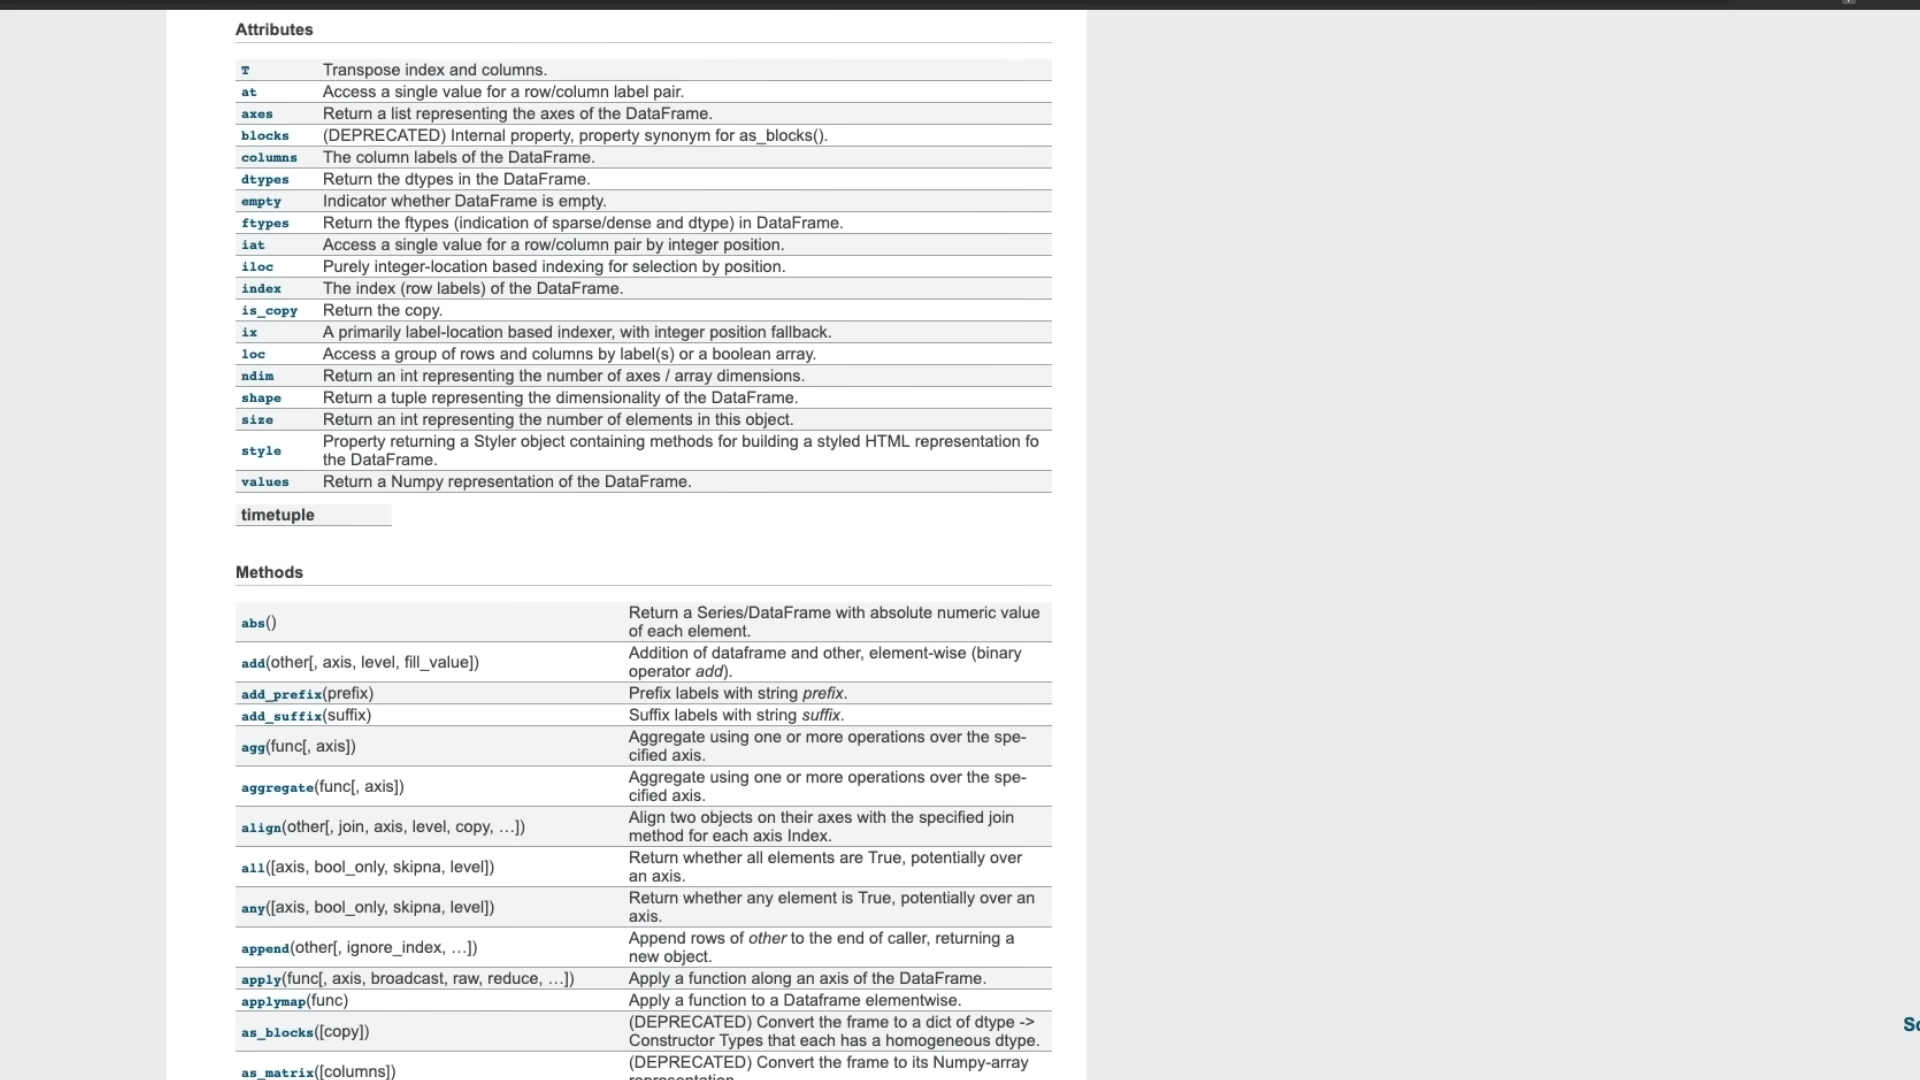 Attributes
T Transpose index and columns.
at Access a single value for a row/column label pair.
axes Return a list representing the axes of the DataFrame.
blocks (DEPRECATED) Internal property, property synonym for as_blocks().
columns The column labels of the DataFrame.
dtypes Return the dtypes in the DataFrame.
empty Indicator whether DataFrame is empty.
ftypes Return the ftypes (indication of sparse/dense and dtype) in DataFrame.
iat Access a single value for a row/column pair by integer position.
iloc Purely integer-location based indexing for selection by position.
index The index (row labels) of the DataFrame.
is_copy Return the copy.
ix A primarily label-location based indexer, with integer position fallback.
loc Access a group of rows and columns by label(s) or a boolean array.
ndim Return an int representing the number of axes / array dimensions.
shape Return a tuple representing the dimensionality of the DataFrame.
size Return an int representing the number of elements in this object.
style Property returning a Styler object containing methods for building a styled HTML representation fo
the DataFrame.
values Return a Numpy representation of the DataFrame.
timetuple
Methods
abs() Return a Series/DataFrame with absolute numeric value
of each element.
add(other[, axis, level, fill_value]) Addition of dataframe and other, element-wise (binary
operator add).
add_prefix(prefix) Prefix labels with string prefix.
add_suffix(suffix) Suffix labels with string suffix.
agg(func[, axis]) Aggregate using one or more operations over the spe-
cified axis.
aggregate(func[, axis]) Aggregate using one or more operations over the spe-
cified axis.
align(other[, join, axis, level, copy, …]) Align two objects on their axes with the specified join
method for each axis Index.
all([axis, bool_only, skipna, level]) Return whether all elements are True, potentially over
an axis.
any([axis, bool_only, skipna, level]) Return whether any element is True, potentially over an
axis.
append(other[, ignore_index, …]) Append rows of other to the end of caller, returning a
new object.
apply(func[, axis, broadcast, raw, reduce, …]) Apply a function along an axis of the DataFrame.
applymap(func) Apply a function to a Dataframe elementwise.
as_blocks([copy]) (DEPRECATED) Convert the frame to a dict of dtype ->
Constructor Types that each has a homogeneous dtype.
as_matrix([columns]) (DEPRECATED) Convert the frame to its Numpy-array